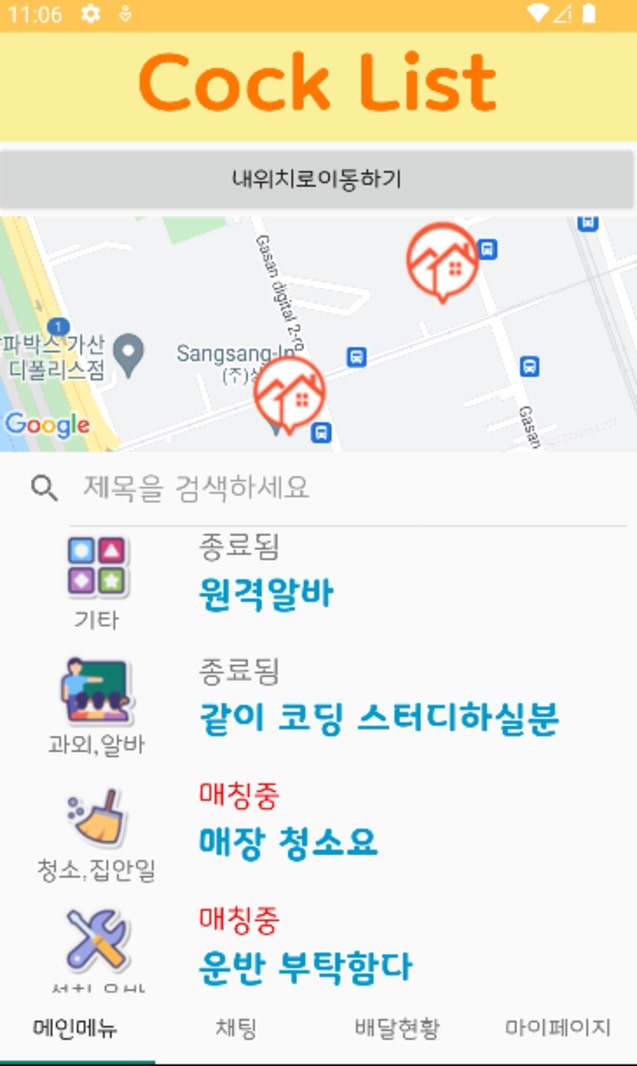 11:06
Cock List
내위치로이동하기
Gasan digital 2-ro
1
파박스 가산
디폴리스점
Sangsang-In
(주)상
Gasan
Google
제목을 검색하세요
종료됨
원격알바
기타
종료됨
같이 코딩 스터디하실분
과외,알바
매칭중
매장 청소요
청소,집안일
매칭중
운반 부탁함다
메인메뉴
채팅
배달현황
마이페이지